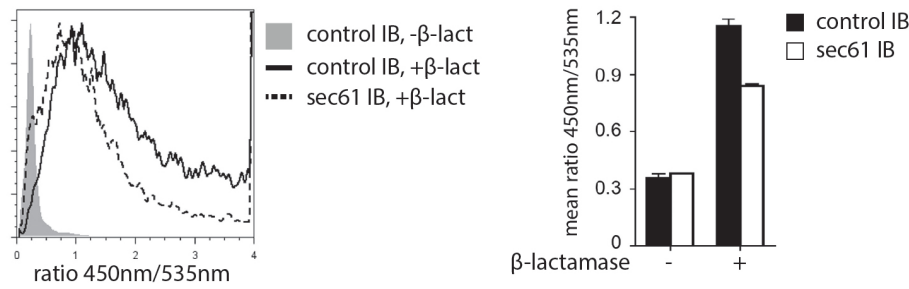 control IB, -β-lact
control IB, +β-lact
sec61 IB, +β-lact
0 1 2 3 4
ratio 450nm/535nm
mean ratio 450nm/535nm
1.2
0.9
0.6
0.3
0
β-lactamase - +
control IB
sec61 IB